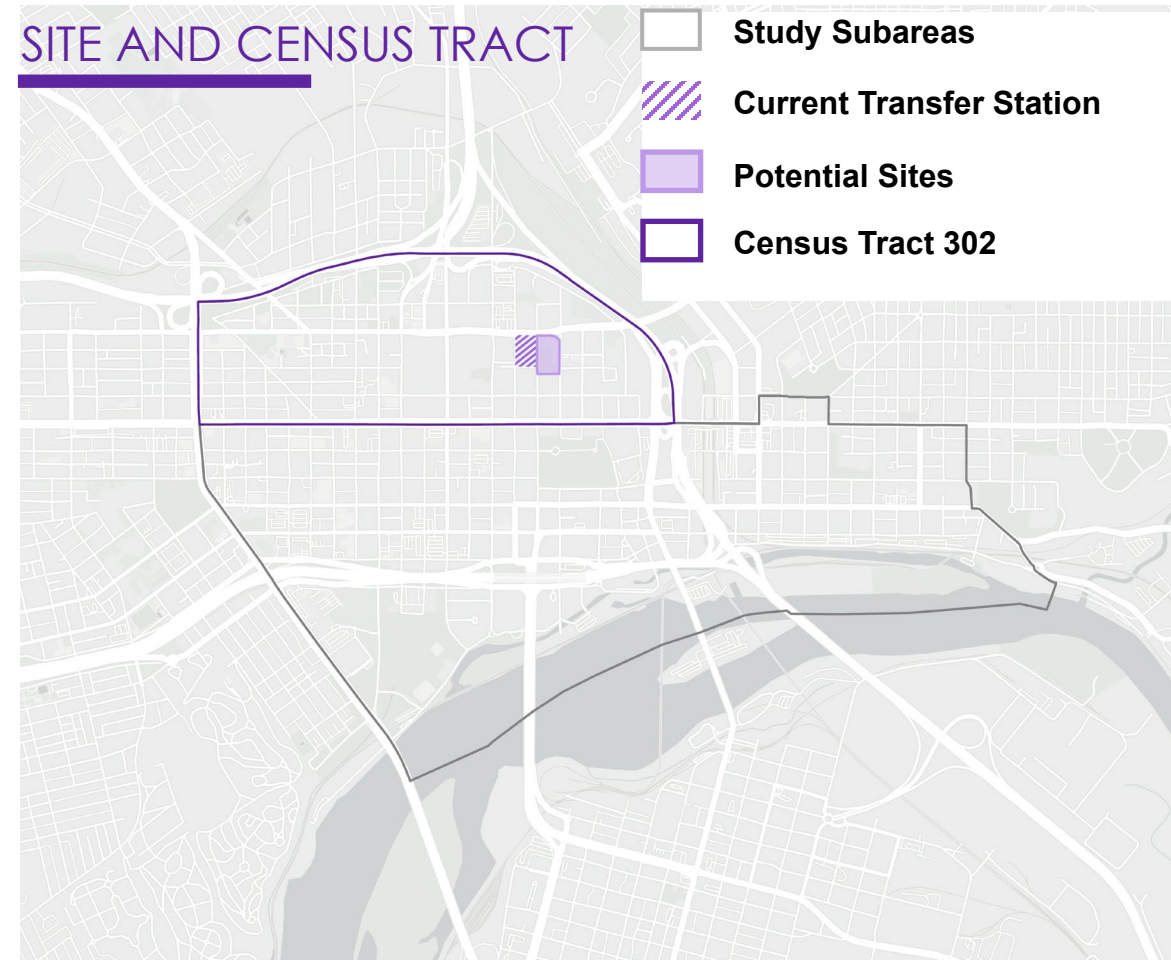 SITE AND CENSUS TRACT
Study Subareas
Current Transfer Station
Potential Sites
Census Tract 302